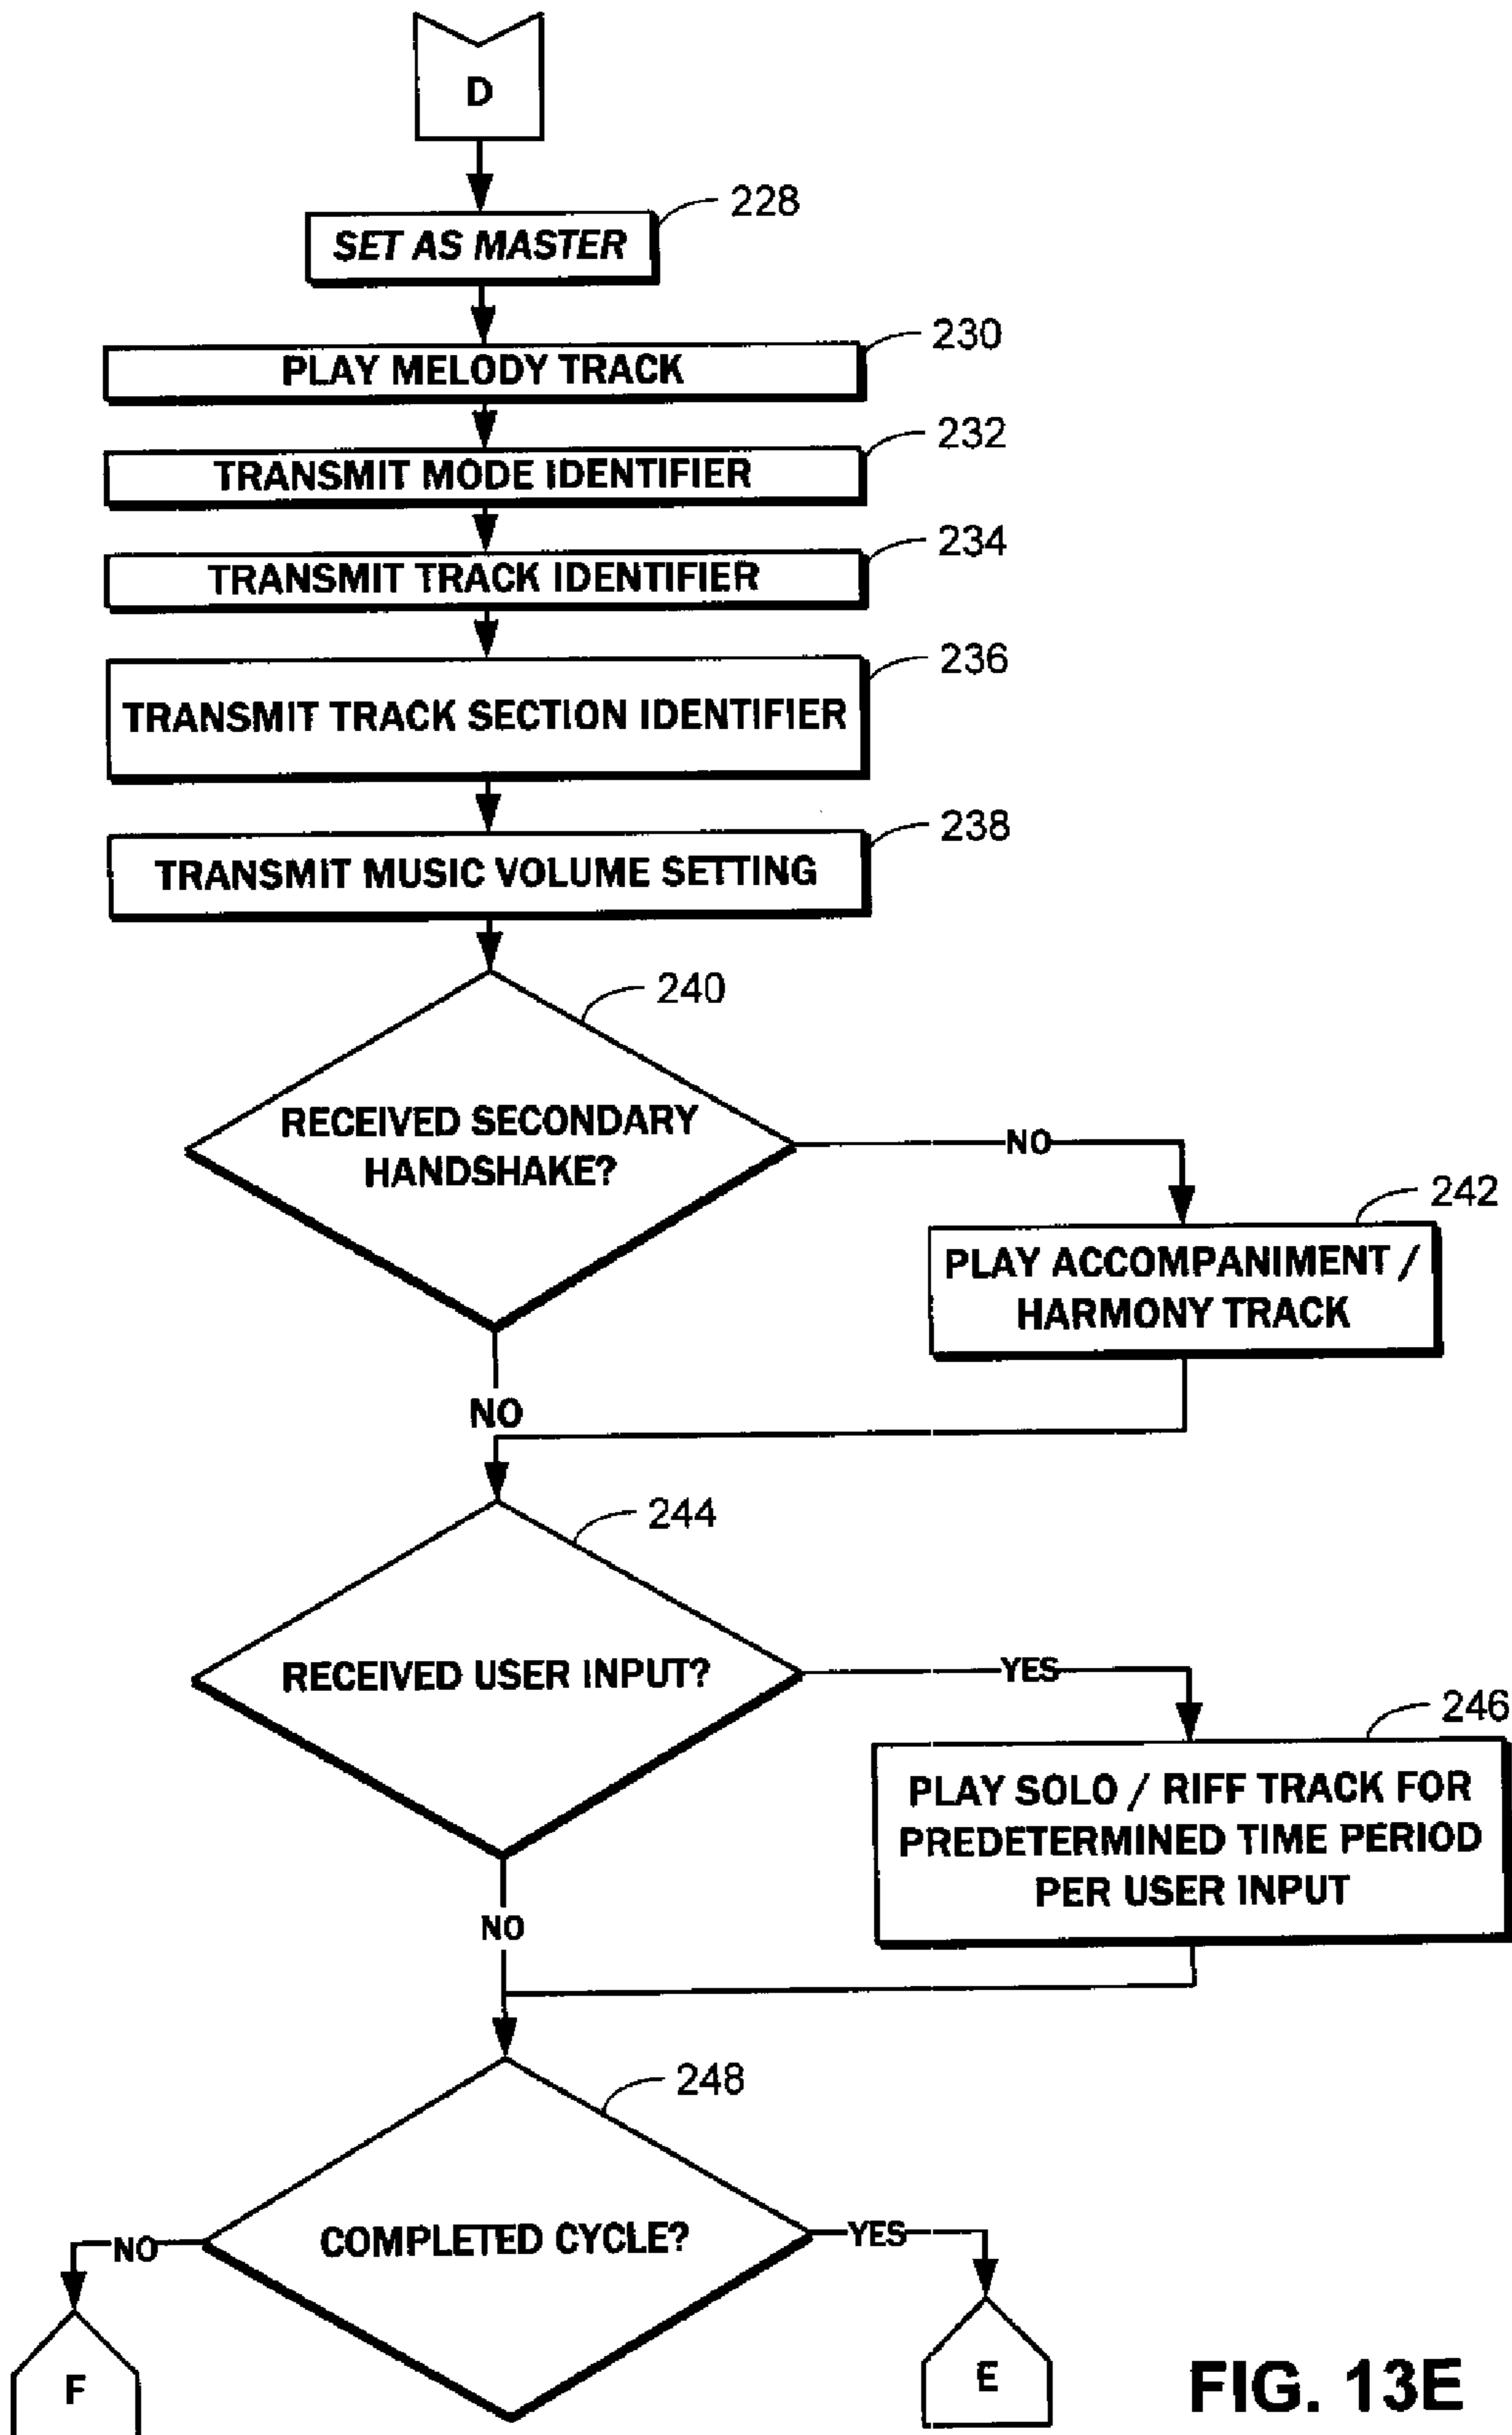 D
228
SET AS MASTER
230
PLAY MELODY TRACK
232
TRANSMIT MODE IDENTIFIER
234
TRANSMIT TRACK IDENTIFIER
236
TRANSMIT TRACK SECTION IDENTIFIER
238
TRANSMIT MUSIC VOLUME SETTING
240
RECEIVED SECONDARY
HANDSHAKE?
NO
242
PLAY ACCOMPANIMENT /
HARMONY TRACK
NO
244
RECEIVED USER INPUT?
YES
246
PLAY SOLO / RIFF TRACK FOR
PREDETERMINED TIME PERIOD
PER USER INPUT
NO
248
COMPLETED CYCLE?
NO
YES
F
E
FIG. 13E